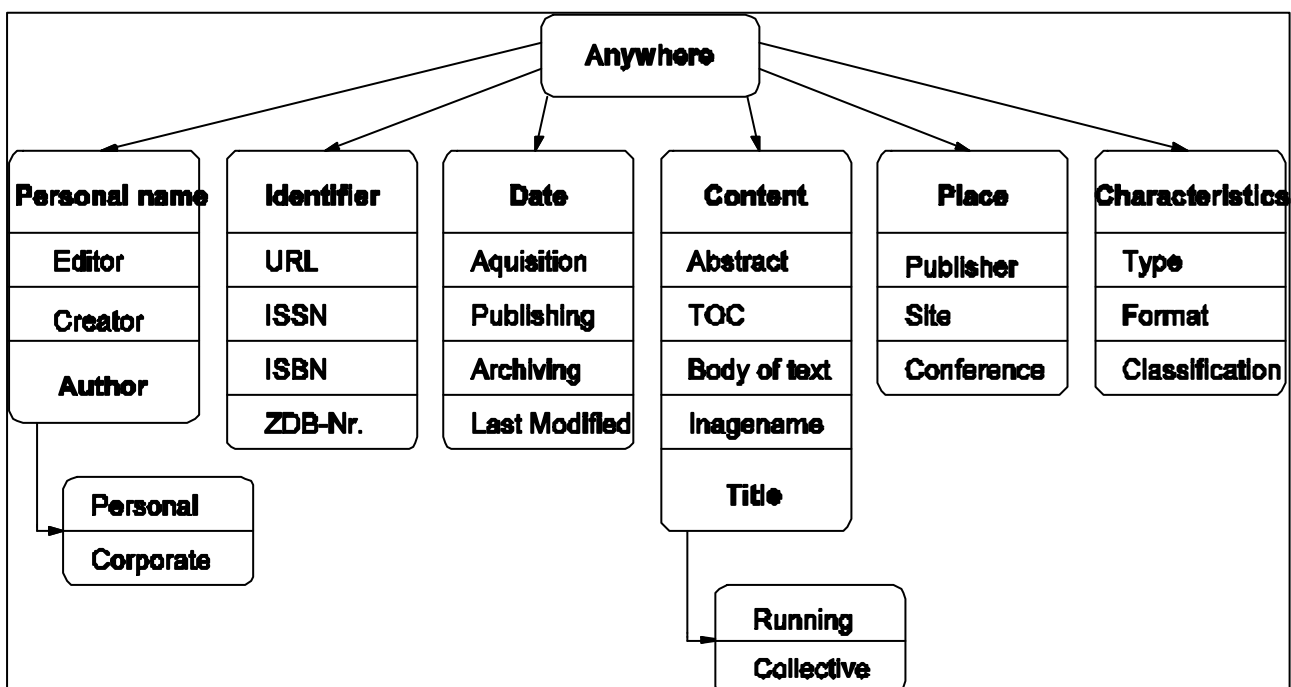 Anywhere
Personal name
Editor
Creator
Author
Personal
Corporate
Identifier
URL
ISSN
ISBN
ZDB-Nr.
Date
Aquisition
Publishing
Archiving
Last Modified
Content
Abstract
TOC
Body of text
Inagename
Title
Running
Collective
Place
Publisher
Site
Conference
Characteristics
Type
Format
Classification